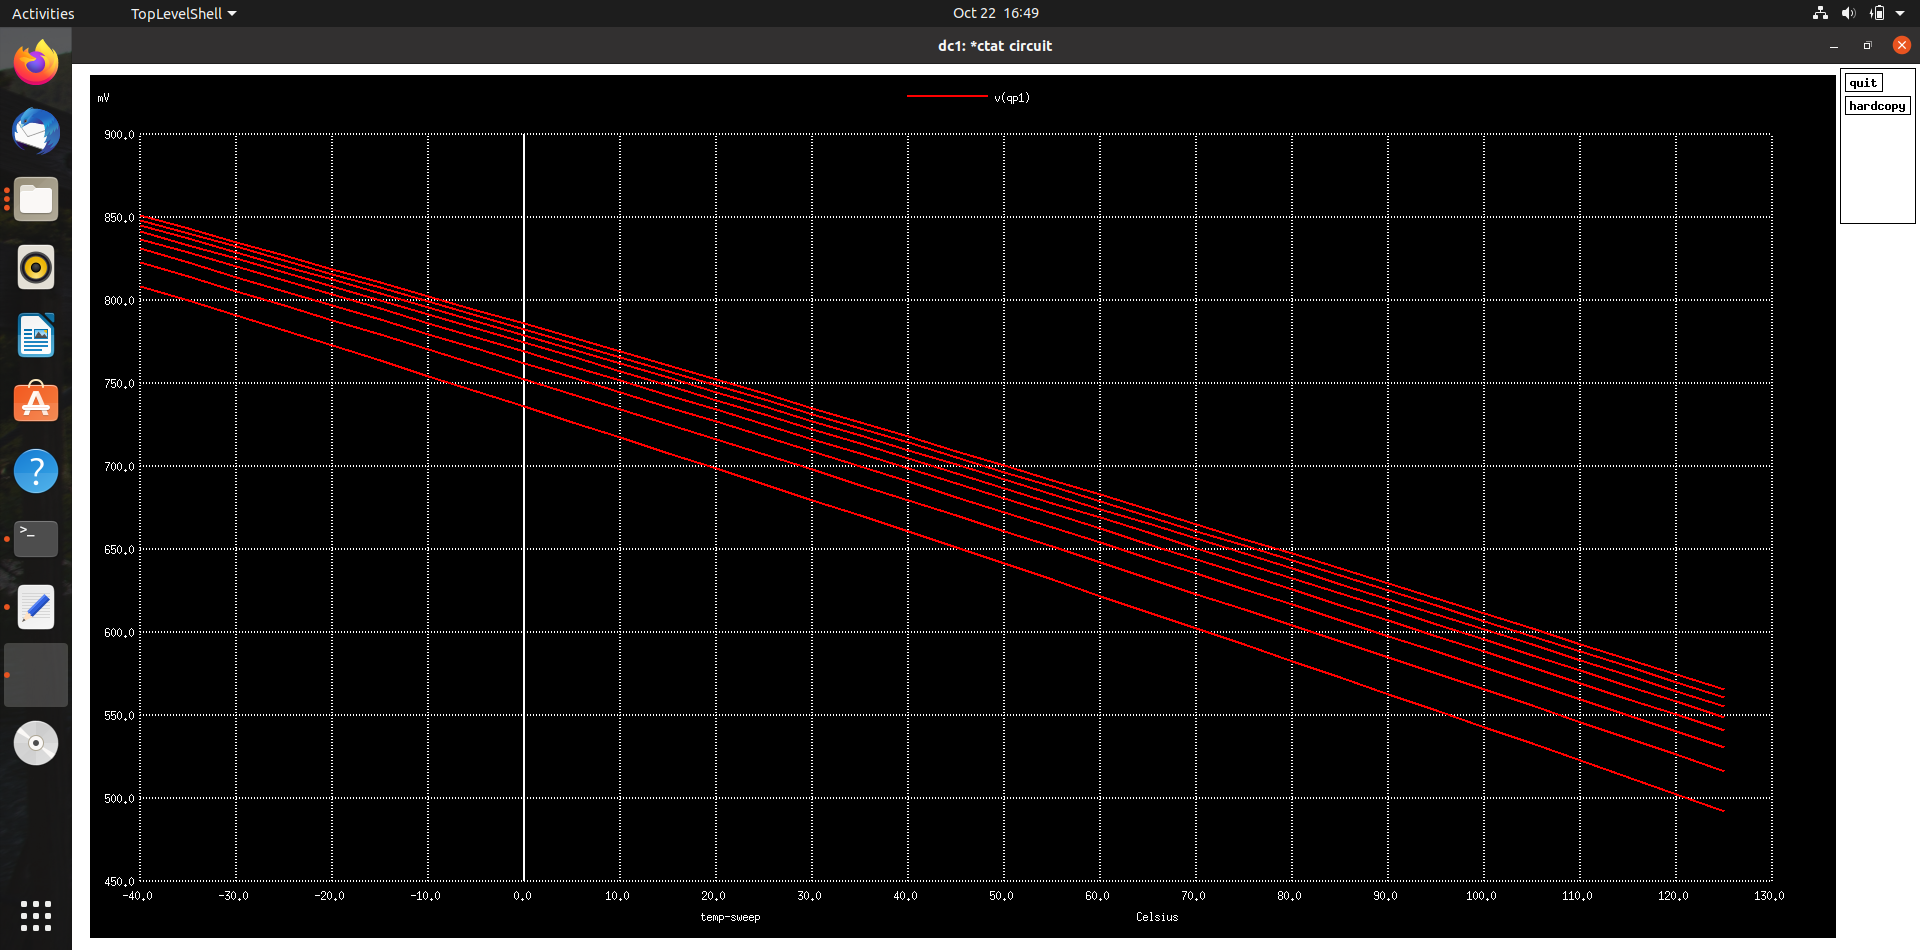 Activities
TopLevelShell
Oct 22 16:49
dc1: *ctat circuit
quit
hardcopy
mV
v(qp1)
900.0
850.0
800.0
750.0
700.0
650.0
600.0
550.0
500.0
450.0
-40.0 -30.0 -20.0 -10.0 0.0 10.0 20.0 30.0 40.0 50.0 60.0 70.0 80.0 90.0 100.0 110.0 120.0 130.0
temp-sweep Celsius